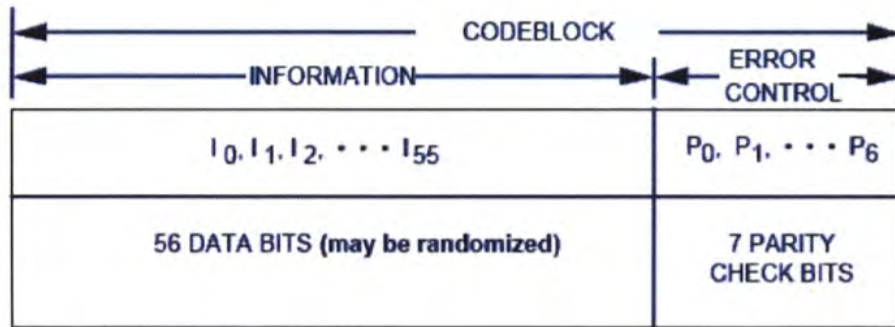 CODEBLOCK
INFORMATION
ERROR
CONTROL
I0, I1, I2, · · · I55
P0, P1, · · · P6
56 DATA BITS (may be randomized)
7 PARITY
CHECK BITS